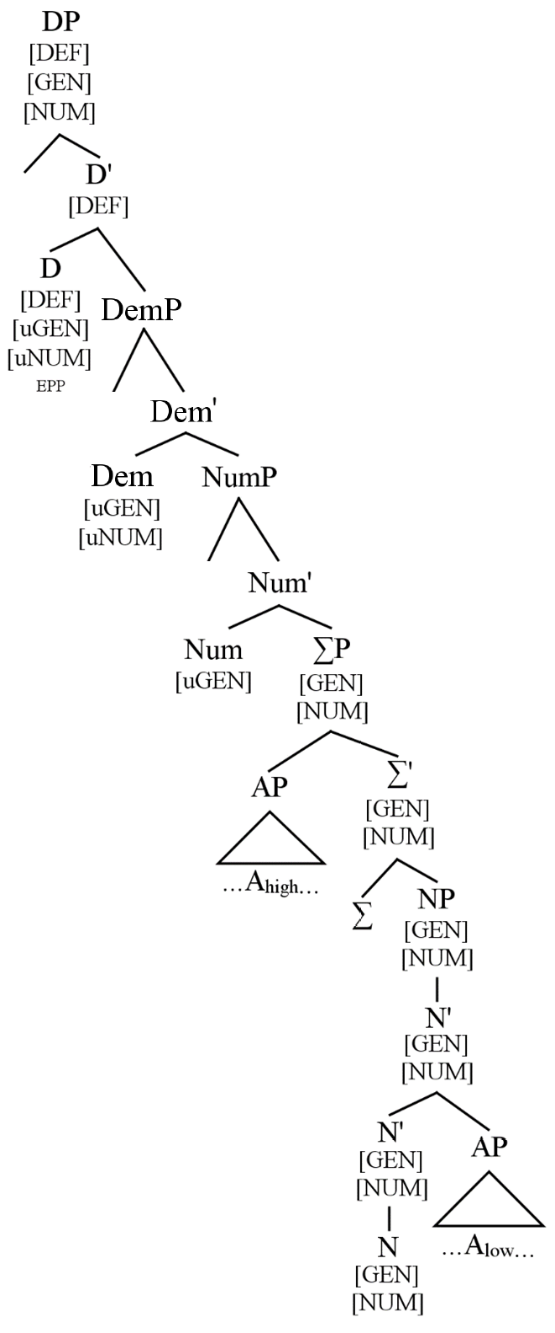 DP
[DEF]
[GEN]
[NUM]
D'
[DEF]
D
[DEF]
[uGEN]
[uNUM]
EPP
DemP
Dem'
Dem
[uGEN]
[uNUM]
NumP
Num'
Num
[uGEN]
∑P
[GEN]
[NUM]
AP
...Ahigh...
∑'
[GEN]
[NUM]
∑
NP
[GEN]
[NUM]
N'
[GEN]
[NUM]
N'
[GEN]
[NUM]
AP
...Alow...
N
[GEN]
[NUM]